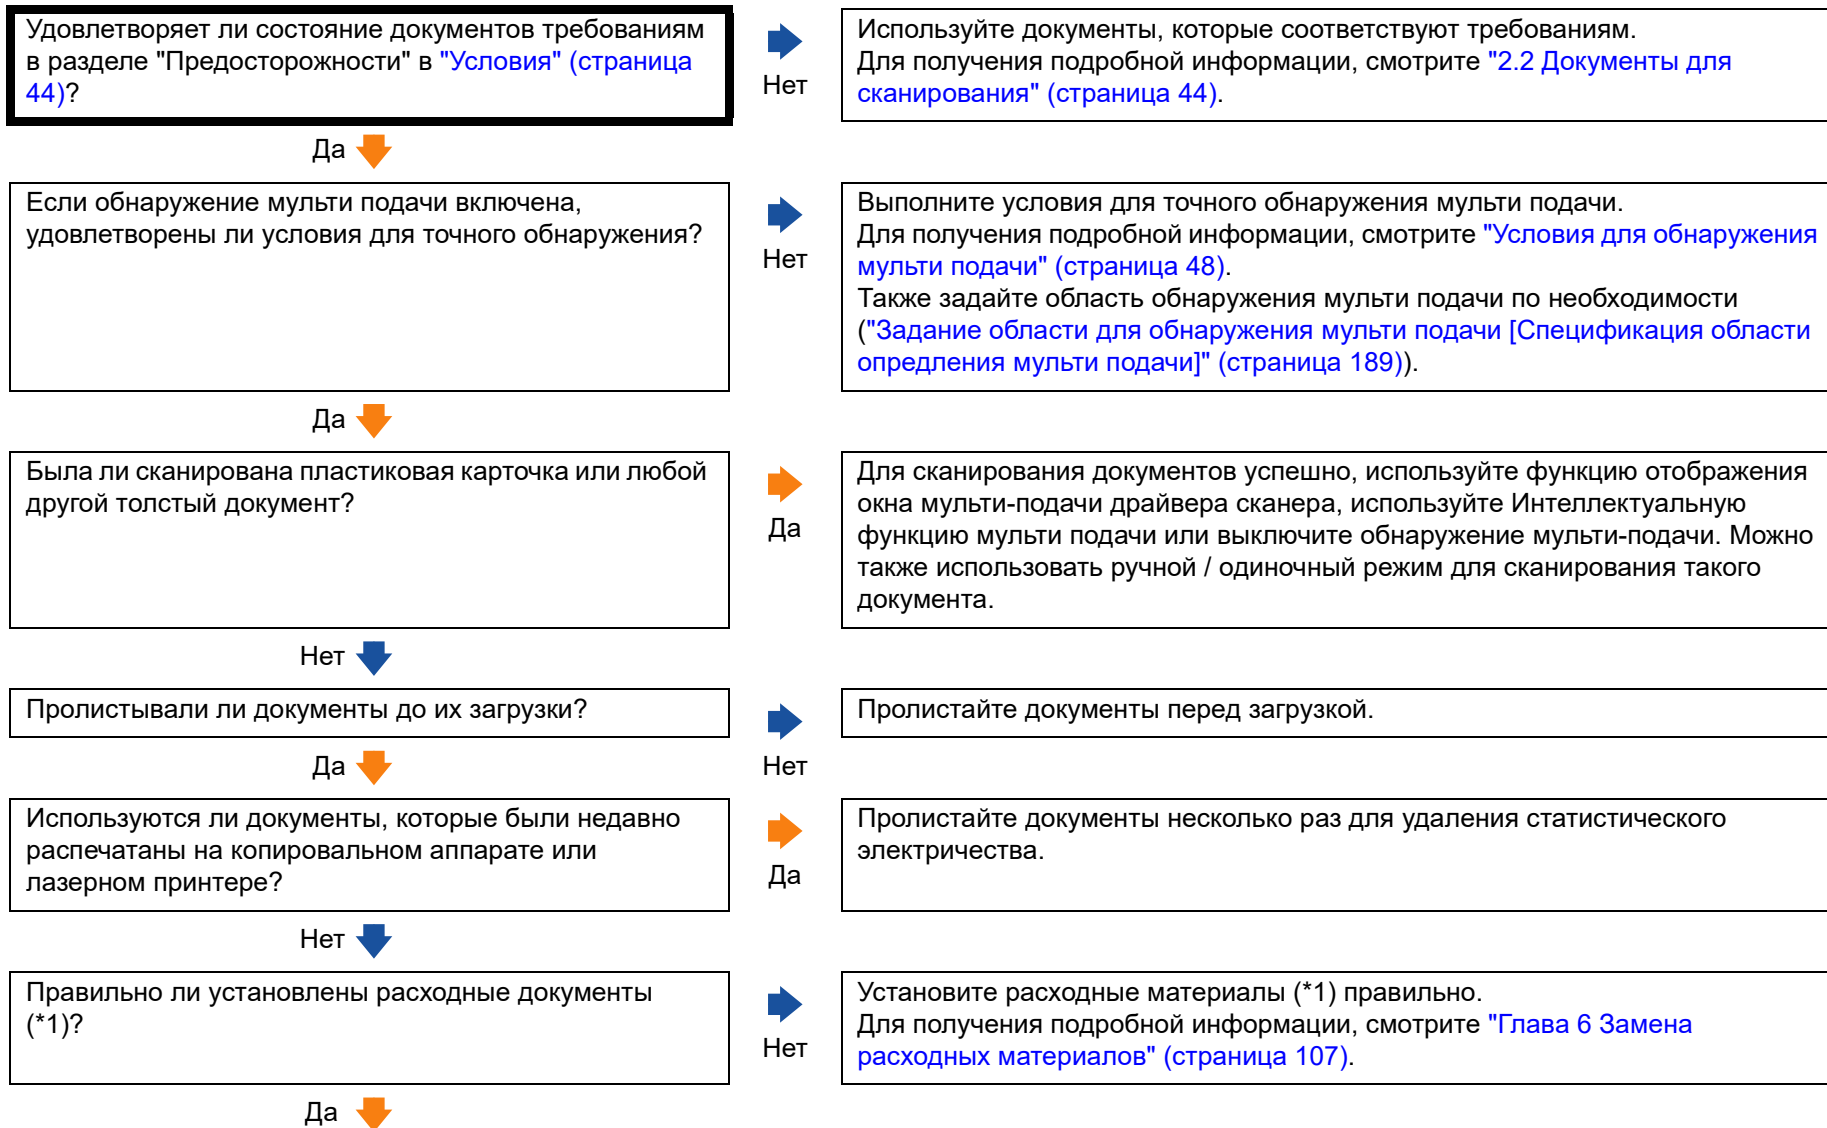 Удовлетворяет ли состояние документов требованиям
в разделе "Предосторожности" в "Условия" (страница
44)?
Нет
Используйте документы, которые соответствуют требованиям.
Для получения подробной информации, смотрите "2.2 Документы для
сканирования" (страница 44).
Да
Если обнаружение мульти подачи включена,
удовлетворены ли условия для точного обнаружения?
Нет
Выполните условия для точного обнаружения мульти подачи.
Для получения подробной информации, смотрите "Условия для обнаружения
мульти подачи" (страница 48).
Также задайте область обнаружения мульти подачи по необходимости
("Задание области для обнаружения мульти подачи [Спецификация области
опредления мульти подачи]" (страница 189)).
Да
Была ли сканирована пластиковая карточка или любой
другой толстый документ?
Да
Для сканирования документов успешно, используйте функцию отображения
окна мульти-подачи драйвера сканера, используйте Интеллектуальную
функцию мульти подачи или выключите обнаружение мульти-подачи. Можно
также использовать ручной / одиночный режим для сканирования такого
документа.
Нет
Пролистывали ли документы до их загрузки?
Нет
Пролистайте документы перед загрузкой.
Да
Используются ли документы, которые были недавно
распечатаны на копировальном аппарате или
лазерном принтере?
Да
Пролистайте документы несколько раз для удаления статистического
электричества.
Нет
Правильно ли установлены расходные документы
(*1)?
Нет
Установите расходные материалы (*1) правильно.
Для получения подробной информации, смотрите "Глава 6 Замена
расходных материалов" (страница 107).
Да